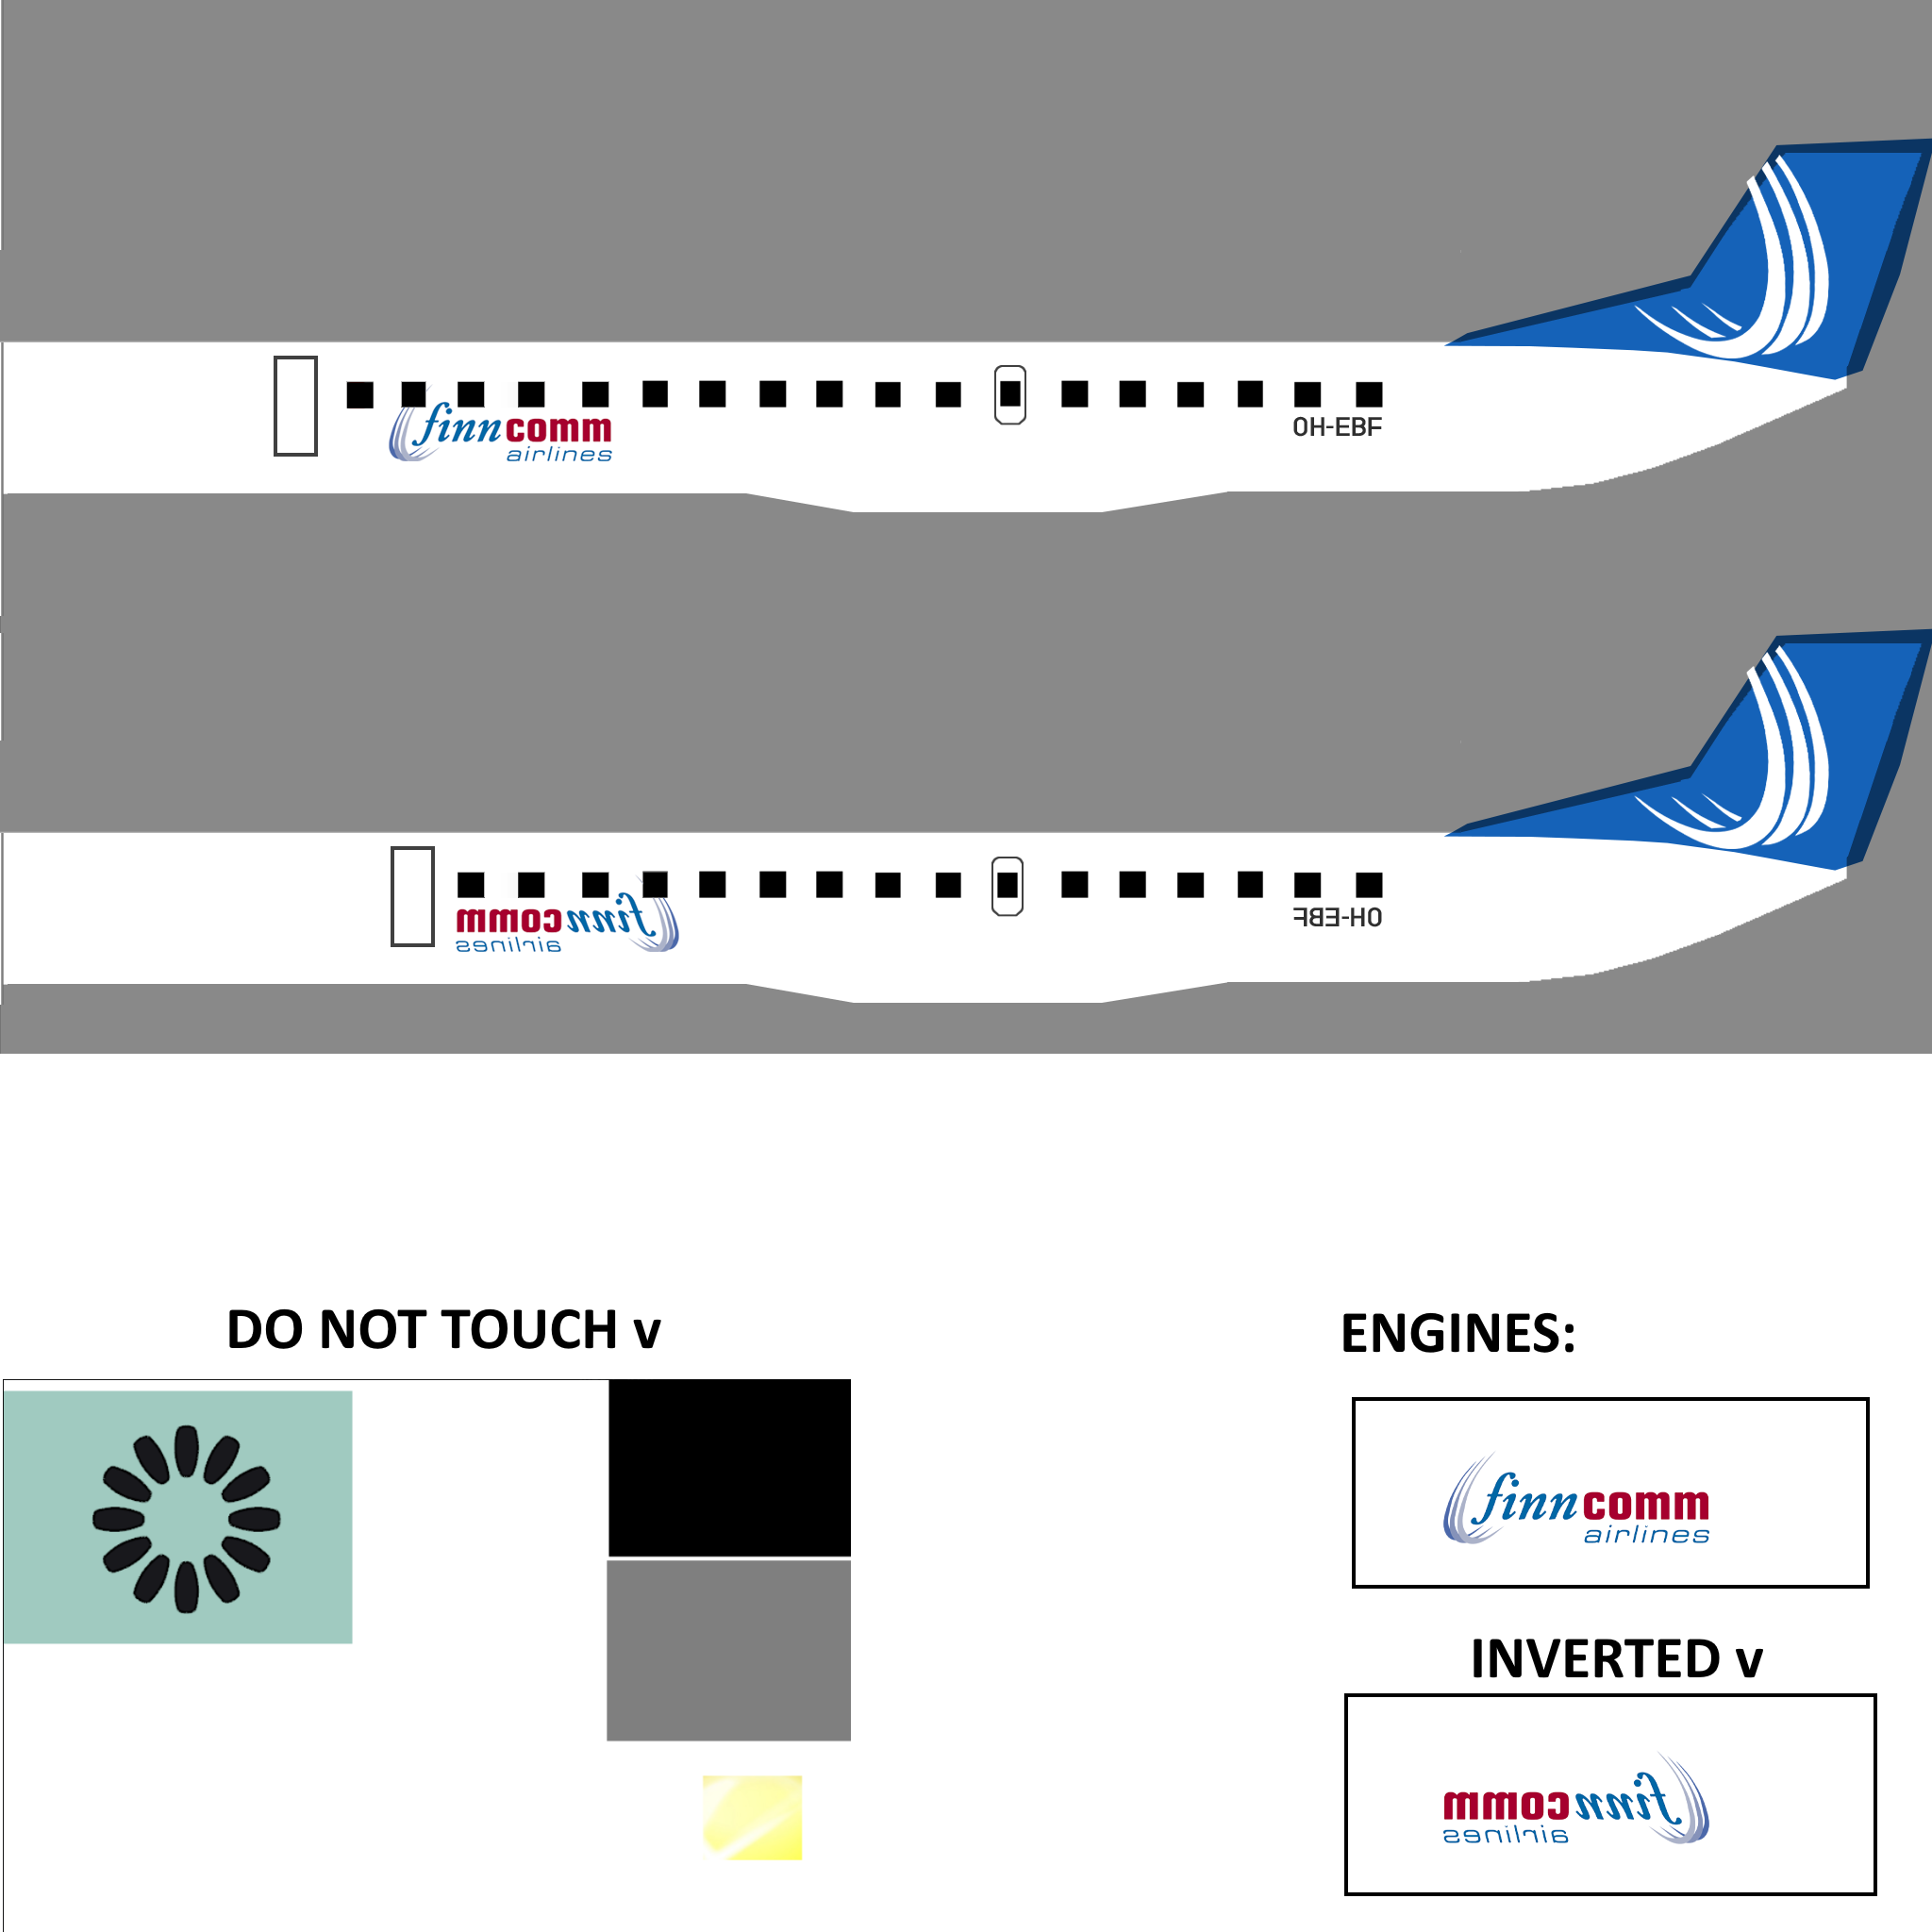 finncomm
airlines
OH-EBF
finncomm
airlines
OH-EBF
DO NOT TOUCH v
ENGINES:
finncomm
airlines
INVERTED v
finncomm
airlines